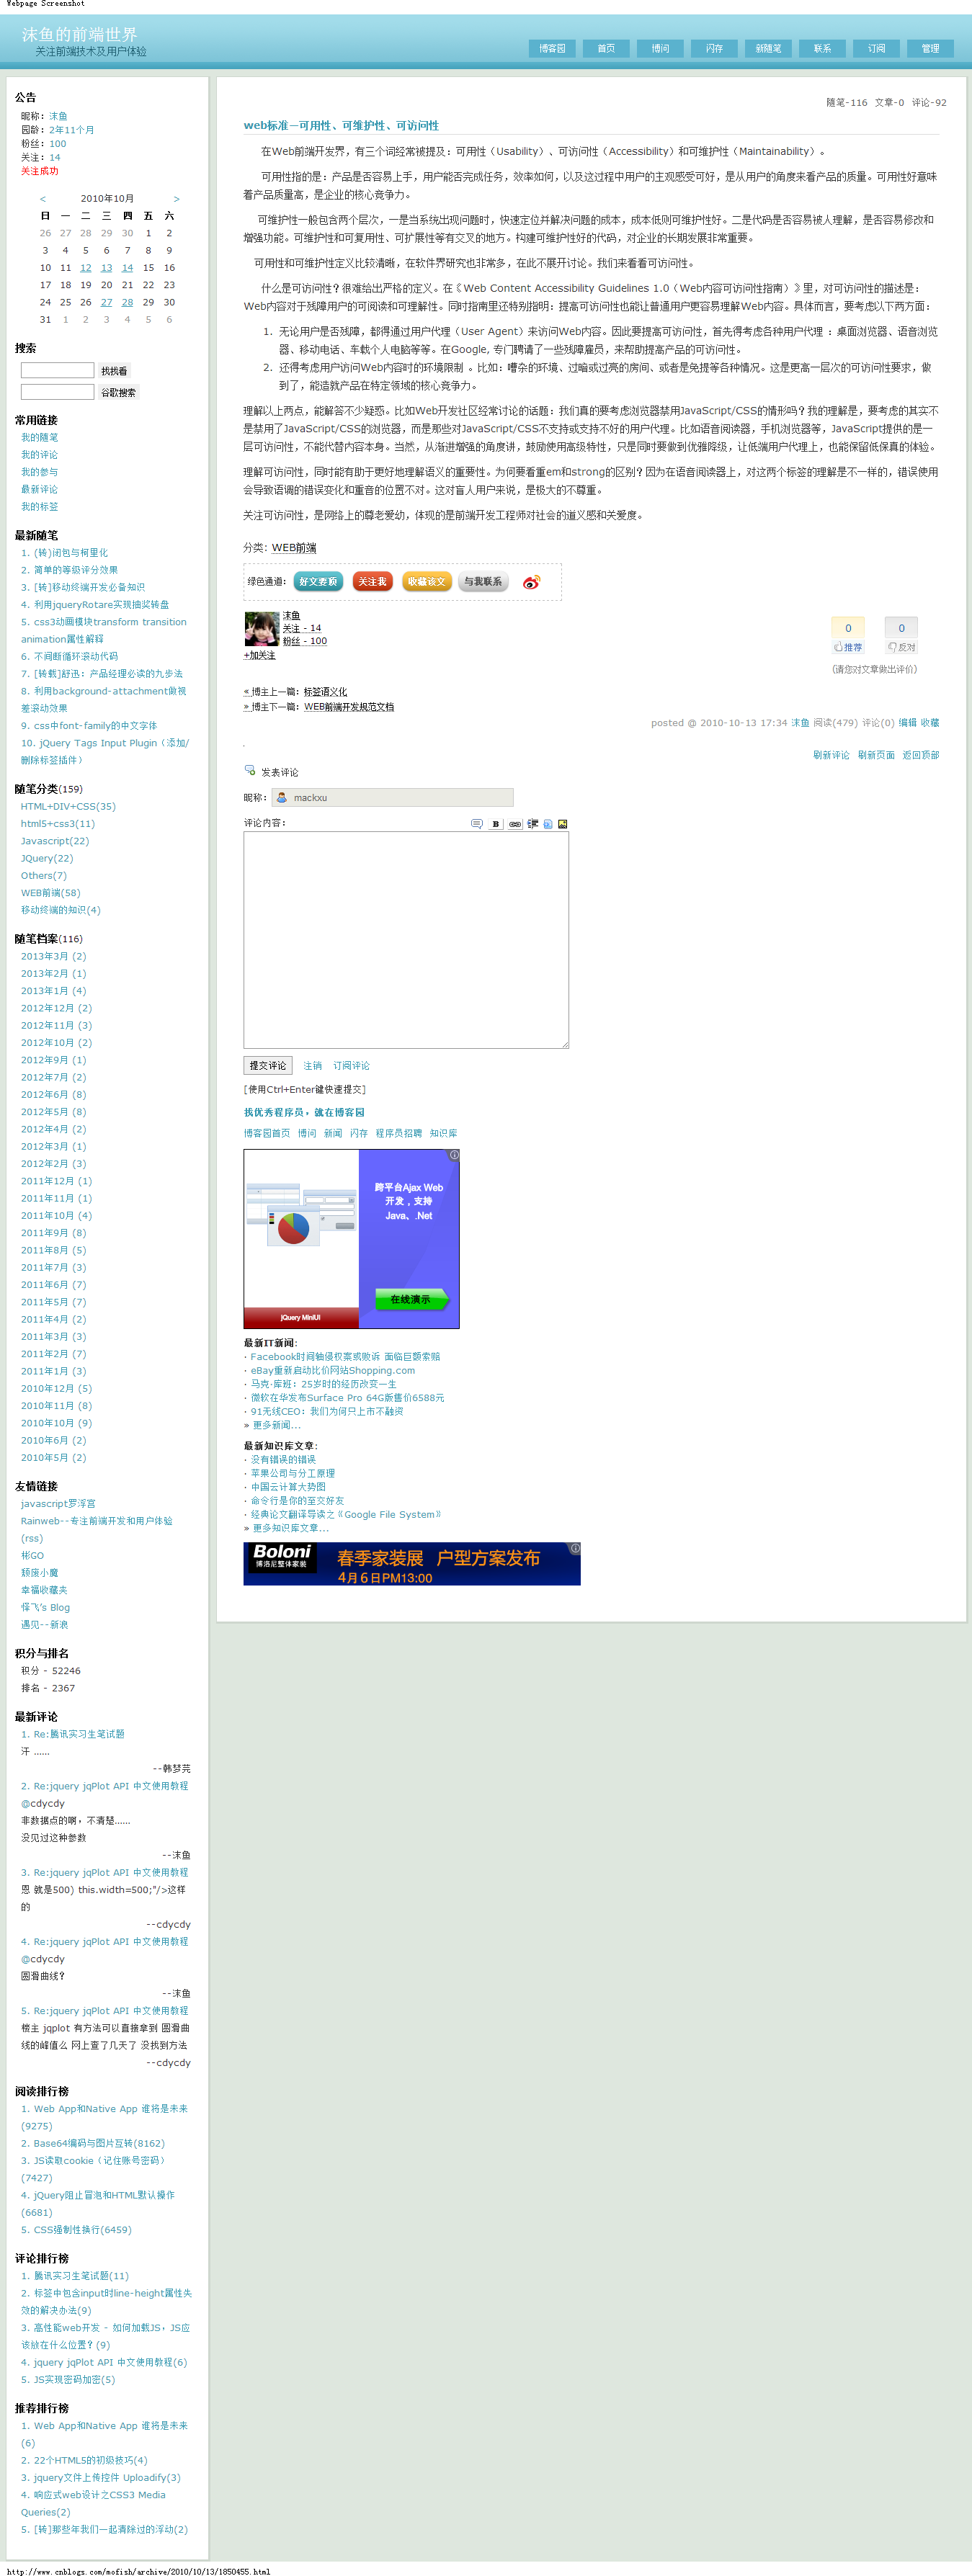 Webpage Screenshot
沫鱼的前端世界
关注前端技术及用户体验
博客园 首页 博问 闪存 新随笔 联系 订阅 管理
公告
昵称：沫鱼
园龄：2年11个月
粉丝：100
关注：14
关注成功
< 2010年10月 >
日 一 二 三 四 五 六
26 27 28 29 30 1 2
3 4 5 6 7 8 9
10 11 12 13 14 15 16
17 18 19 20 21 22 23
24 25 26 27 28 29 30
31 1 2 3 4 5 6
搜索
找找看
谷歌搜索
常用链接
我的随笔
我的评论
我的参与
最新评论
我的标签
最新随笔
1. (转)闭包与柯里化
2. 简单的等级评分效果
3. [转]移动终端开发必备知识
4. 利用jqueryRotare实现抽奖转盘
5. css3动画模块transform transition
animation属性解释
6. 不间断循环滚动代码
7. [转载]舒迅：产品经理必读的九步法
8. 利用background-attachment做视
差滚动效果
9. css中font-family的中文字体
10. jQuery Tags Input Plugin（添加/
删除标签插件）
随笔分类(159)
HTML+DIV+CSS(35)
html5+css3(11)
Javascript(22)
JQuery(22)
Others(7)
WEB前端(58)
移动终端的知识(4)
随笔档案(116)
2013年3月 (2)
2013年2月 (1)
2013年1月 (4)
2012年12月 (2)
2012年11月 (3)
2012年10月 (2)
2012年9月 (1)
2012年7月 (2)
2012年6月 (8)
2012年5月 (8)
2012年4月 (2)
2012年3月 (1)
2012年2月 (3)
2011年12月 (1)
2011年11月 (1)
2011年10月 (4)
2011年9月 (8)
2011年8月 (5)
2011年7月 (3)
2011年6月 (7)
2011年5月 (7)
2011年4月 (2)
2011年3月 (3)
2011年2月 (7)
2011年1月 (3)
2010年12月 (5)
2010年11月 (8)
2010年10月 (9)
2010年6月 (2)
2010年5月 (2)
友情链接
javascript罗浮宫
Rainweb--专注前端开发和用户体验
(rss)
彬GO
颓废小魔
幸福收藏夹
怿飞's Blog
遇见--新浪
积分与排名
积分 - 52246
排名 - 2367
最新评论
1. Re:腾讯实习生笔试题
汗 ......
--韩梦芫
2. Re:jquery jqPlot API 中文使用教程
@cdycdy
非数据点的啊，不清楚......
没见过这种参数
--沫鱼
3. Re:jquery jqPlot API 中文使用教程
恩 就是500) this.width=500;"/>这样
的
--cdycdy
4. Re:jquery jqPlot API 中文使用教程
@cdycdy
圆滑曲线？
--沫鱼
5. Re:jquery jqPlot API 中文使用教程
楼主 jqplot 有方法可以直接拿到 圆滑曲
线的峰值么 网上查了几天了 没找到方法
--cdycdy
阅读排行榜
1. Web App和Native App 谁将是未来
(9275)
2. Base64编码与图片互转(8162)
3. JS读取cookie（记住账号密码）
(7427)
4. jQuery阻止冒泡和HTML默认操作
(6681)
5. CSS强制性换行(6459)
评论排行榜
1. 腾讯实习生笔试题(11)
2. 标签中包含input时line-height属性失
效的解决办法(9)
3. 高性能web开发 - 如何加载JS，JS应
该放在什么位置？(9)
4. jquery jqPlot API 中文使用教程(6)
5. JS实现密码加密(5)
推荐排行榜
1. Web App和Native App 谁将是未来
(6)
2. 22个HTML5的初级技巧(4)
3. jquery文件上传控件 Uploadify(3)
4. 响应式web设计之CSS3 Media
Queries(2)
5. [转]那些年我们一起清除过的浮动(2)
随笔-116 文章-0 评论-92
web标准－可用性、可维护性、可访问性
在Web前端开发界，有三个词经常被提及：可用性（Usability）、可访问性（Accessibility）和可维护性（Maintainability）。
可用性指的是：产品是否容易上手，用户能否完成任务，效率如何，以及这过程中用户的主观感受可好，是从用户的角度来看产品的质量。可用性好意味
着产品质量高，是企业的核心竞争力。
可维护性一般包含两个层次，一是当系统出现问题时，快速定位并解决问题的成本，成本低则可维护性好。二是代码是否容易被人理解，是否容易修改和
增强功能。可维护性和可复用性、可扩展性等有交叉的地方。构建可维护性好的代码，对企业的长期发展非常重要。
可用性和可维护性定义比较清晰，在软件界研究也非常多，在此不展开讨论。我们来看看可访问性。
什么是可访问性？很难给出严格的定义。在《Web Content Accessibility Guidelines 1.0（Web内容可访问性指南）》里，对可访问性的描述是：
Web内容对于残障用户的可阅读和可理解性。同时指南里还特别指明：提高可访问性也能让普通用户更容易理解Web内容。具体而言，要考虑以下两方面：
1. 无论用户是否残障，都得通过用户代理（User Agent）来访问Web内容。因此要提高可访问性，首先得考虑各种用户代理 ：桌面浏览器、语音浏览
器、移动电话、车载个人电脑等等。在Google, 专门聘请了一些残障雇员，来帮助提高产品的可访问性。
2. 还得考虑用户访问Web内容时的环境限制 。比如：嘈杂的环境、过暗或过亮的房间、或者是免提等各种情况。这是更高的可访问性要求，做
到了，能造就产品在特定领域的核心竞争力。
理解以上两点，能解答不少疑惑。比如Web开发社区经常讨论的话题：我们真的要考虑浏览器禁用JavaScript/CSS的情形吗？我的理解是，要考虑的其实不
是禁用了JavaScript/CSS的浏览器，而是那些对JavaScript/CSS不支持或支持不好的用户代理。比如语音阅读器，手机浏览器等，JavaScript提供的是一
层可访问性，不能代替内容本身。当然，从渐进增强的角度讲，鼓励使用高级特性，只是同时要做到优雅降级，让低端用户代理上，也能保留低保真的体验。
理解可访问性，同时能有助于更好地理解语义的重要性。为何要看重em和strong的区别？因为在语音阅读器上，对这两个标签的理解是不一样的，错误使用
会导致语调的错误变化和重音的位置不对。这对盲人用户来说，是极大的不尊重。
关注可访问性，是网络上的尊老爱幼，体现的是前端开发工程师对社会的道义感和关爱度。
分类: WEB前端
绿色通道： 好文要顶 关注我 收藏该文 与我联系
沫鱼
关注 - 14
粉丝 - 100
+加关注
0 0
推荐 反对
(请您对文章做出评价)
« 博主上一篇：标签语义化
» 博主下一篇：WEB前端开发规范文档
posted @ 2010-10-13 17:34 沫鱼 阅读(479) 评论(0) 编辑 收藏
刷新评论 刷新页面 返回顶部
发表评论
昵称： mackxu
评论内容： B
提交评论 注销 订阅评论
[使用Ctrl+Enter键快速提交]
找优秀程序员，就在博客园
博客园首页 博问 新闻 闪存 程序员招聘 知识库
跨平台Ajax Web
开发，支持
Java、.Net
在线演示
jQuery MiniUI
最新IT新闻:
· Facebook时间轴侵权案或败诉 面临巨额索赔
· eBay重新启动比价网站Shopping.com
· 马克·库班：25岁时的经历改变一生
· 微软在华发布Surface Pro 64G版售价6588元
· 91无线CEO：我们为何只上市不融资
» 更多新闻...
最新知识库文章:
· 没有错误的错误
· 苹果公司与分工原理
· 中国云计算大势图
· 命令行是你的至交好友
· 经典论文翻译导读之《Google File System》
» 更多知识库文章...
Boloni
博洛尼整体家装
春季家装展 户型方案发布
4月6日PM13:00
http://www.cnblogs.com/mofish/archive/2010/10/13/1850455.html